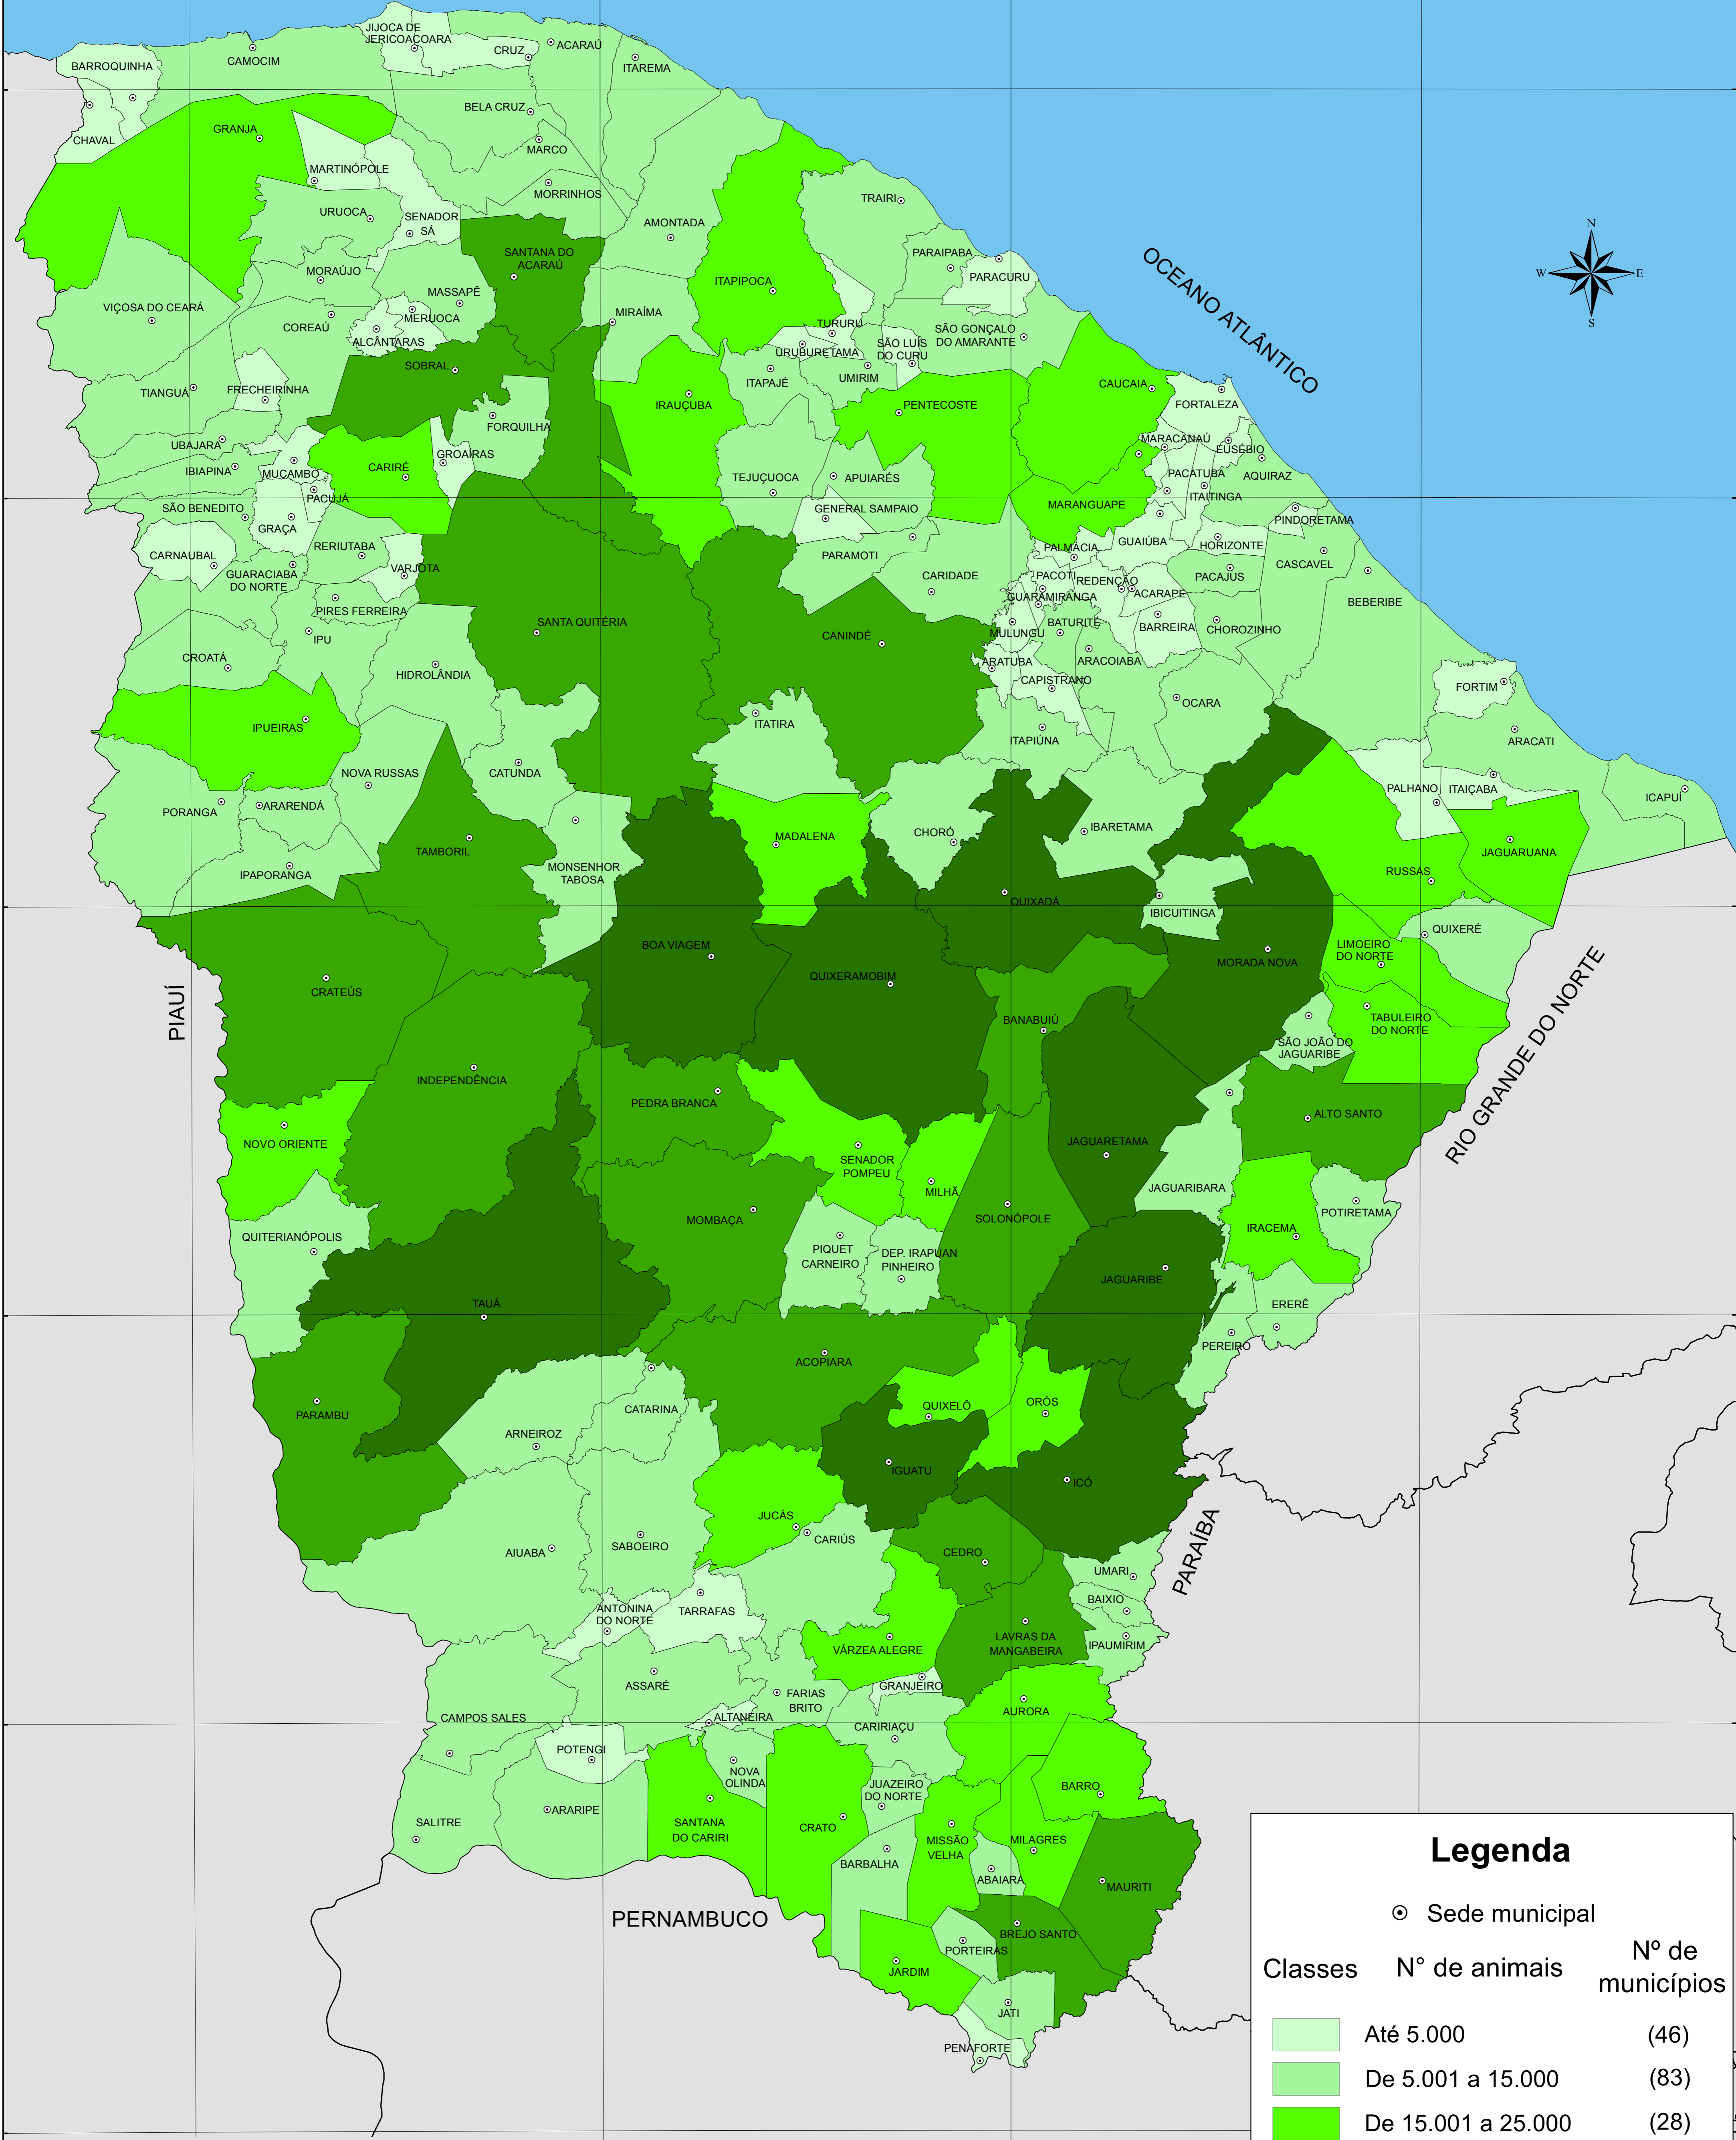 JIJOCA DE
JERICOACOARA
CRUZ
ACARAÚ
BARROQUINHA
CAMOCIM
ITAREMA
BELA CRUZ
GRANJA
CHAVAL
MARCO
MARTINÓPOLE
MORRINHOS
TRAIRI
URUOCA
SENADOR
SÁ
AMONTADA
N
SANTANA DO
ACARAÚ
PARAIPABA
OCEANO ATLÂNTICO
W
E
S
MORAÚJO
PARACURU
ITAPIPOCA
MASSAPÊ
VIÇOSA DO CEARÁ
MIRAÍMA
MERUOCA
COREAÚ
TURURU
SÃO GONÇALO
DO AMARANTE
ALCÂNTARAS
SÃO LUÍS
DO CURU
URUBURETAMA
SOBRAL
UMIRIM
ITAPAJÉ
CAUCAIA
TIANGUÁ
FRECHEIRINHA
IRAUÇUBA
PENTECOSTE
FORTALEZA
FORQUILHA
MARACANAÚ
UBAJARA
EUSÉBIO
GROAÍRAS
IBIAPINA
MUCAMBO
CARIRÉ
PACATUBA
AQUIRAZ
TEJUÇUOCA
APUIARÉS
PACUJÁ
ITAITINGA
SÃO BENEDITO
MARANGUAPE
GENERAL SAMPAIO
GRAÇA
PINDORETAMA
CARNAUBAL
RERIUTABA
PARAMOTI
PALMÁCIA
GUAIÚBA
HORIZONTE
VARJOTA
GUARACIABA
DO NORTE
CARIDADE
PACOTI
REDENÇÃO
PACAJUS
CASCAVEL
PIRES FERREIRA
GUARAMIRANGA
ACARAPE
BEBERIBE
SANTA QUITÉRIA
IPU
CANINDÉ
MULUNGU
BATURITÉ
BARREIRA
CHOROZINHO
CROATÁ
ARATUBA
ARACOIABA
HIDROLÂNDIA
CAPISTRANO
FORTIM
OCARA
IPUEIRAS
ITATIRA
ITAPIÚNA
ARACATI
NOVA RUSSAS
CATUNDA
PALHANO
ITAIÇABA
ICAPUÍ
PORANGA
ARARENDÁ
IBARETAMA
CHORÓ
MADALENA
TAMBORIL
JAGUARUANA
IPAPORANGA
MONSENHOR
TABOSA
RUSSAS
QUIXADÁ
IBICUITINGA
QUIXERÉ
BOA VIAGEM
LIMOEIRO
DO NORTE
MORADA NOVA
QUIXERAMOBIM
CRATEÚS
PIAUÍ
BANABUIÚ
TABULEIRO
DO NORTE
SÃO JOÃO DO
JAGUARIBE
RIO GRANDE DO NORTE
INDEPENDÊNCIA
PEDRA BRANCA
ALTO SANTO
NOVO ORIENTE
JAGUARETAMA
SENADOR
POMPEU
MILHÃ
JAGUARIBARA
MOMBAÇA
SOLONÓPOLE
POTIRETAMA
IRACEMA
QUITERIANÓPOLIS
PIQUET
CARNEIRO
DEP. IRAPUAN
PINHEIRO
JAGUARIBE
TAUÁ
ERERÊ
PEREIRO
ACOPIARA
QUIXELÔ
ORÓS
PARAMBU
CATARINA
ARNEIROZ
IGUATU
ICÓ
JUCÁS
PARAÍBA
CARIÚS
SABOEIRO
AIUABA
CEDRO
UMARI
BAIXIO
ANTONINA
DO NORTE
TARRAFAS
LAVRAS DA
MANGABEIRA
IPAUMIRIM
VÁRZEA ALEGRE
ASSARÉ
GRANJEIRO
FARIAS
BRITO
AURORA
CAMPOS SALES
ALTANEIRA
CARIRIAÇU
POTENGI
NOVA
OLINDA
JUAZEIRO
DO NORTE
BARRO
ARARIPE
SALITRE
SANTANA
DO CARIRI
CRATO
MISSÃO
VELHA
MILAGRES
BARBALHA
ABAIARA
MAURITI
PERNAMBUCO
BREJO SANTO
PORTEIRAS
JARDIM
JATI
PENAFORTE
Legenda
Sede municipal
Classes N° de animais Nº de
municípios
Até 5.000 (46)
De 5.001 a 15.000 (83)
De 15.001 a 25.000 (28)